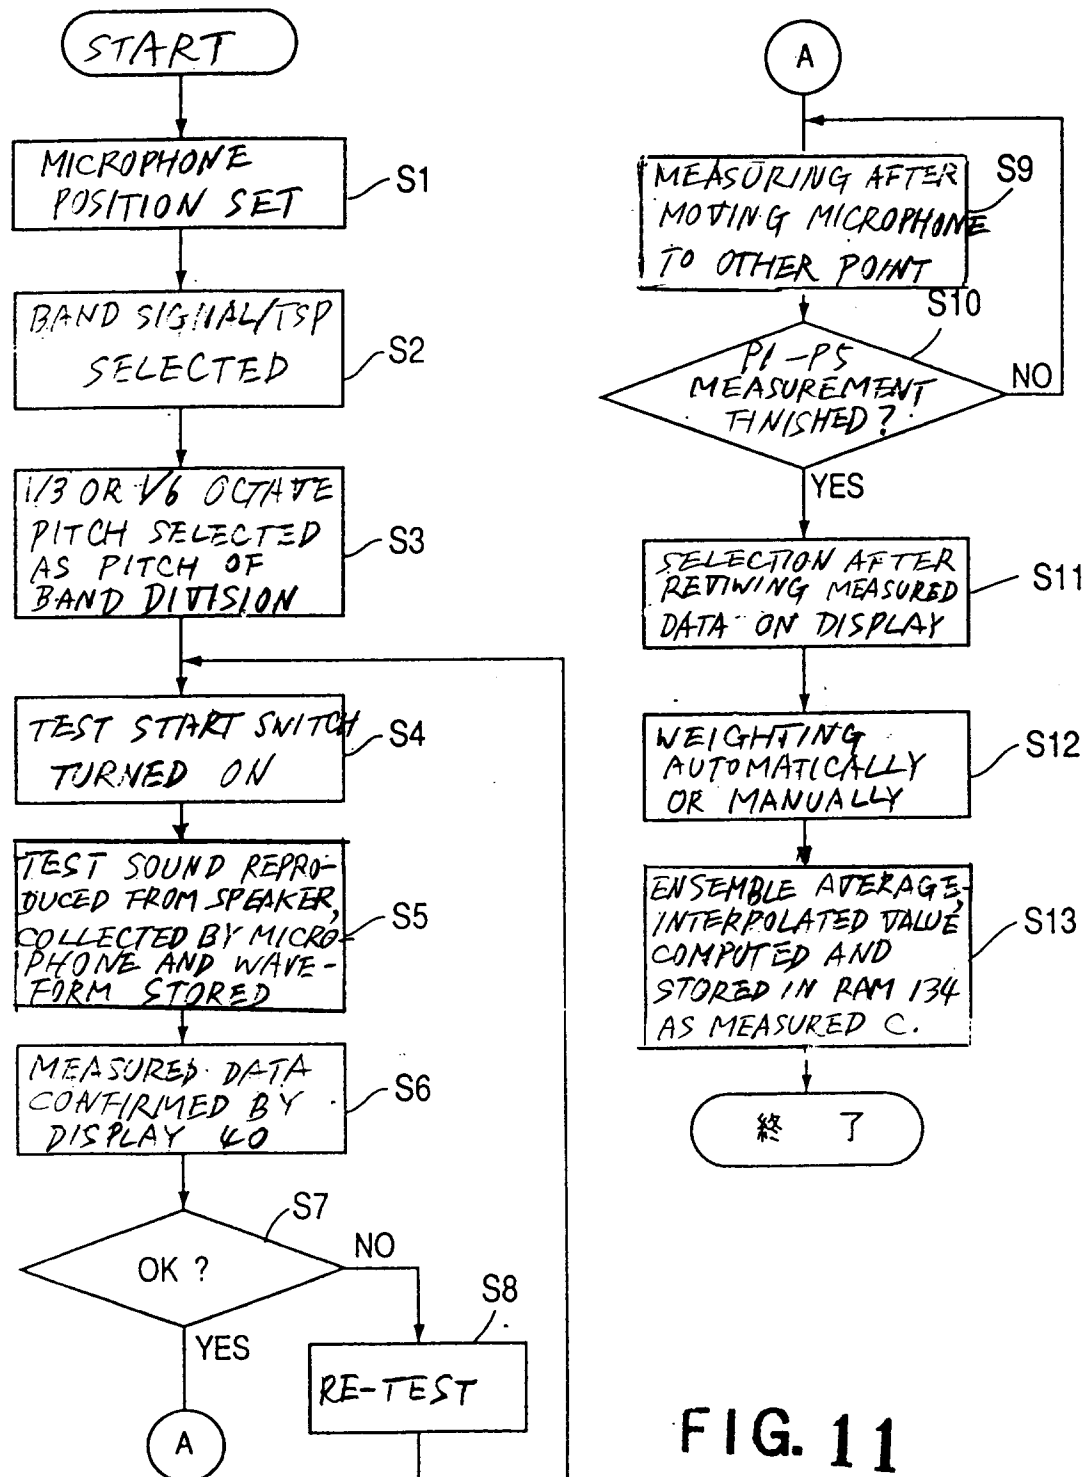 START
MICROPHONE
POSITION SET
S1
BAND SIGNAL/TSP
SELECTED
S2
1/3 OR 1/6 OCTAVE
PITCH SELECTED
AS PITCH OF
BAND DIVISION
S3
TEST START SWITCH
TURNED ON
S4
TEST SOUND REPRO-
DUCED FROM SPEAKER,
COLLECTED BY MICRO-
PHONE AND WAVE-
FORM STORED
S5
MEASURED DATA
CONFIRMED BY
DISPLAY 40
S6
OK ?
S7
NO
YES
S8
RE-TEST
A
A
MEASURING AFTER
MOVING MICROPHONE
TO OTHER POINT
S9
S10
P1-P5
MEASUREMENT
FINISHED?
NO
YES
SELECTION AFTER
REVIWING MEASURED
DATA ON DISPLAY
S11
WEIGHTING
AUTOMATICALLY
OR MANUALLY
S12
ENSEMBLE AVERAGE,
INTERPOLATED VALUE
COMPUTED AND
STORED IN RAM 134
AS MEASURED C.
S13
終 了
FIG. 11